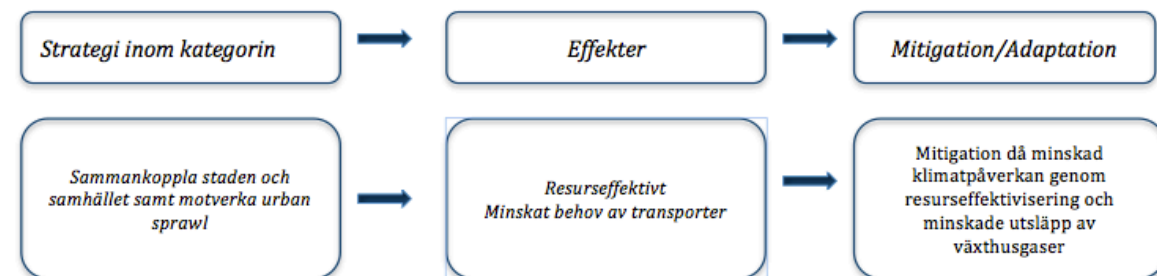 Strategi inom kategorin
Effekter
Mitigation/Adaptation
Sammankoppla staden och
samhället samt motverka urban
sprawl
Resurseffektivt
Minskat behov av transporter
Mitigation då minskad
klimatpåverkan genom
resurseffektivisering och
minskade utsläpp av
växthusgaser